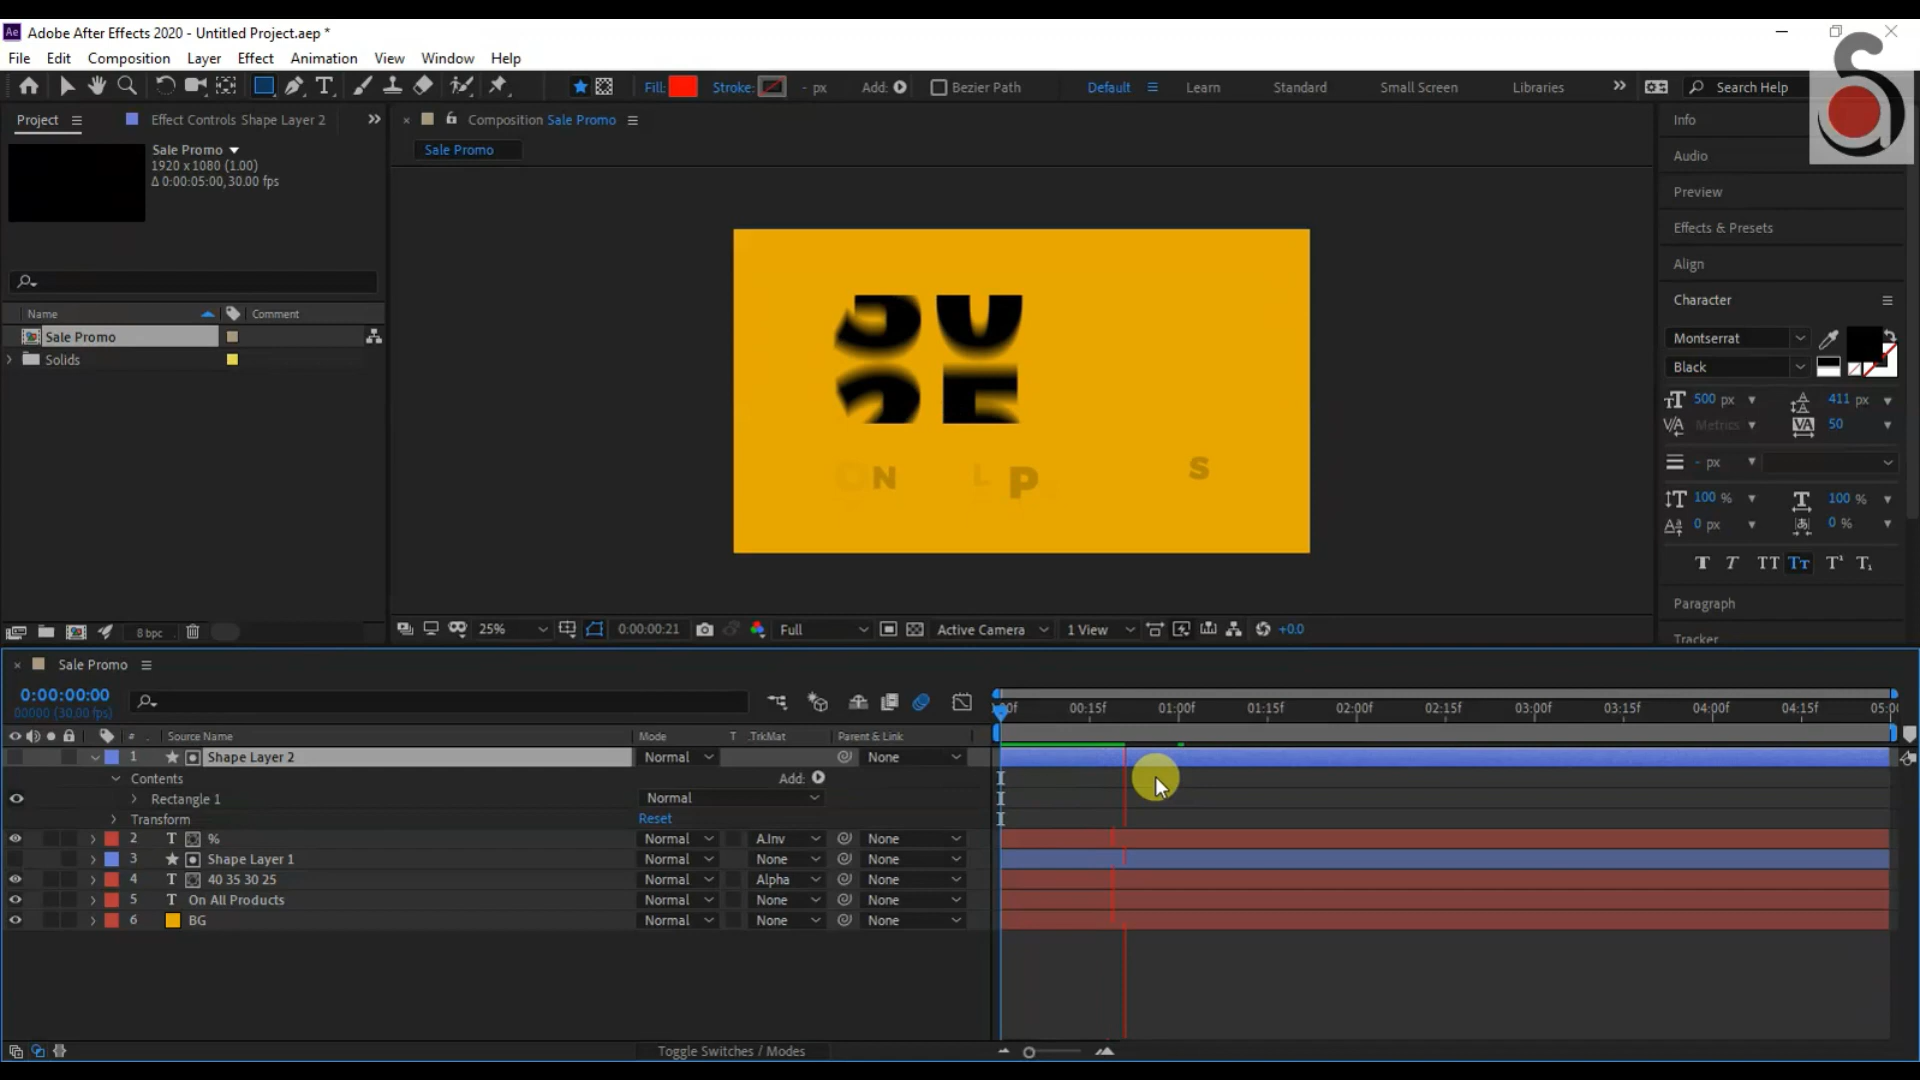 Ae Adobe After Effects 2020 - Untitled Project.aep *
File Edit Composition Layer Effect Animation View Window Help
Fill: Stroke: - px Add: Bezier Path Default Learn Standard Small Screen Libraries Search Help
Project Effect Controls Shape Layer 2 Composition Sale Promo Info
Sale Promo
1920 x 1080 (1.00)
Δ 0:00:05:00, 30.00 fps
Sale Promo
Audio
Preview
Effects & Presets
Align
Character
Name Comment
Sale Promo
Solids
Montserrat
Black
500 px 411 px
Metrics 50
- px
100 % 100 %
0 px 0 %
T T TT Tт T¹ T₁
Paragraph
Tracker
O N L P S
8 bpc 25% 0:00:00:21 Full Active Camera 1 View +0.0
Sale Promo
0:00:00:00
00000 (30.00 fps)
00f 00:15f 01:00f 01:15f 02:00f 02:15f 03:00f 03:15f 04:00f 04:15f 05:00
# Source Name Mode T .TrkMat Parent & Link
1 Shape Layer 2 Normal None
Contents Add:
Rectangle 1 Normal
Transform Reset
2 T % Normal A.Inv None
3 Shape Layer 1 Normal None None
4 T 40 35 30 25 Normal Alpha None
5 T On All Products Normal None None
6 BG Normal None None
Toggle Switches / Modes